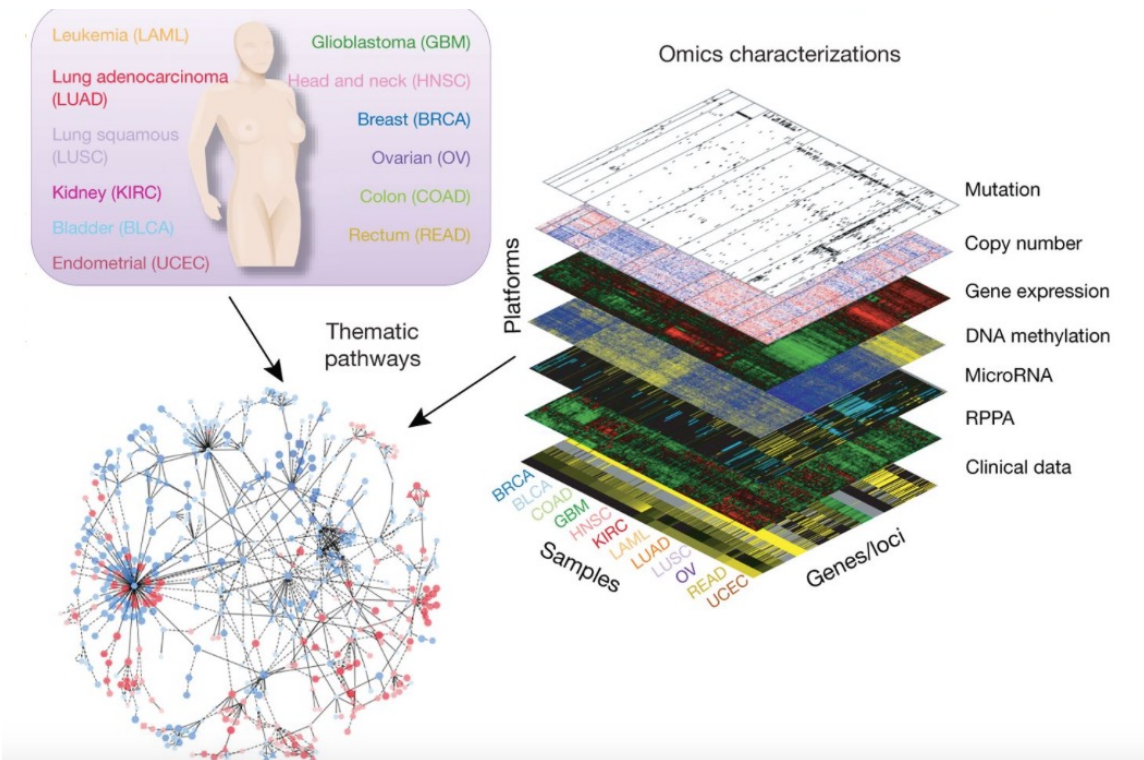 Leukemia (LAML)
Lung adenocarcinoma
(LUAD)
Lung squamous
(LUSC)
Kidney (KIRC)
Bladder (BLCA)
Endometrial (UCEC)
Glioblastoma (GBM)
Head and neck (HNSC)
Breast (BRCA)
Ovarian (OV)
Colon (COAD)
Rectum (READ)
Thematic
pathways
Omics characterizations
Platforms
Mutation
Copy number
Gene expression
DNA methylation
MicroRNA
RPPA
Clinical data
BRCA
BLCA
COAD
GBM
HNSC
KIRC
LAML
LUAD
LUSC
OV
READ
UCEC
Samples
Genes/loci